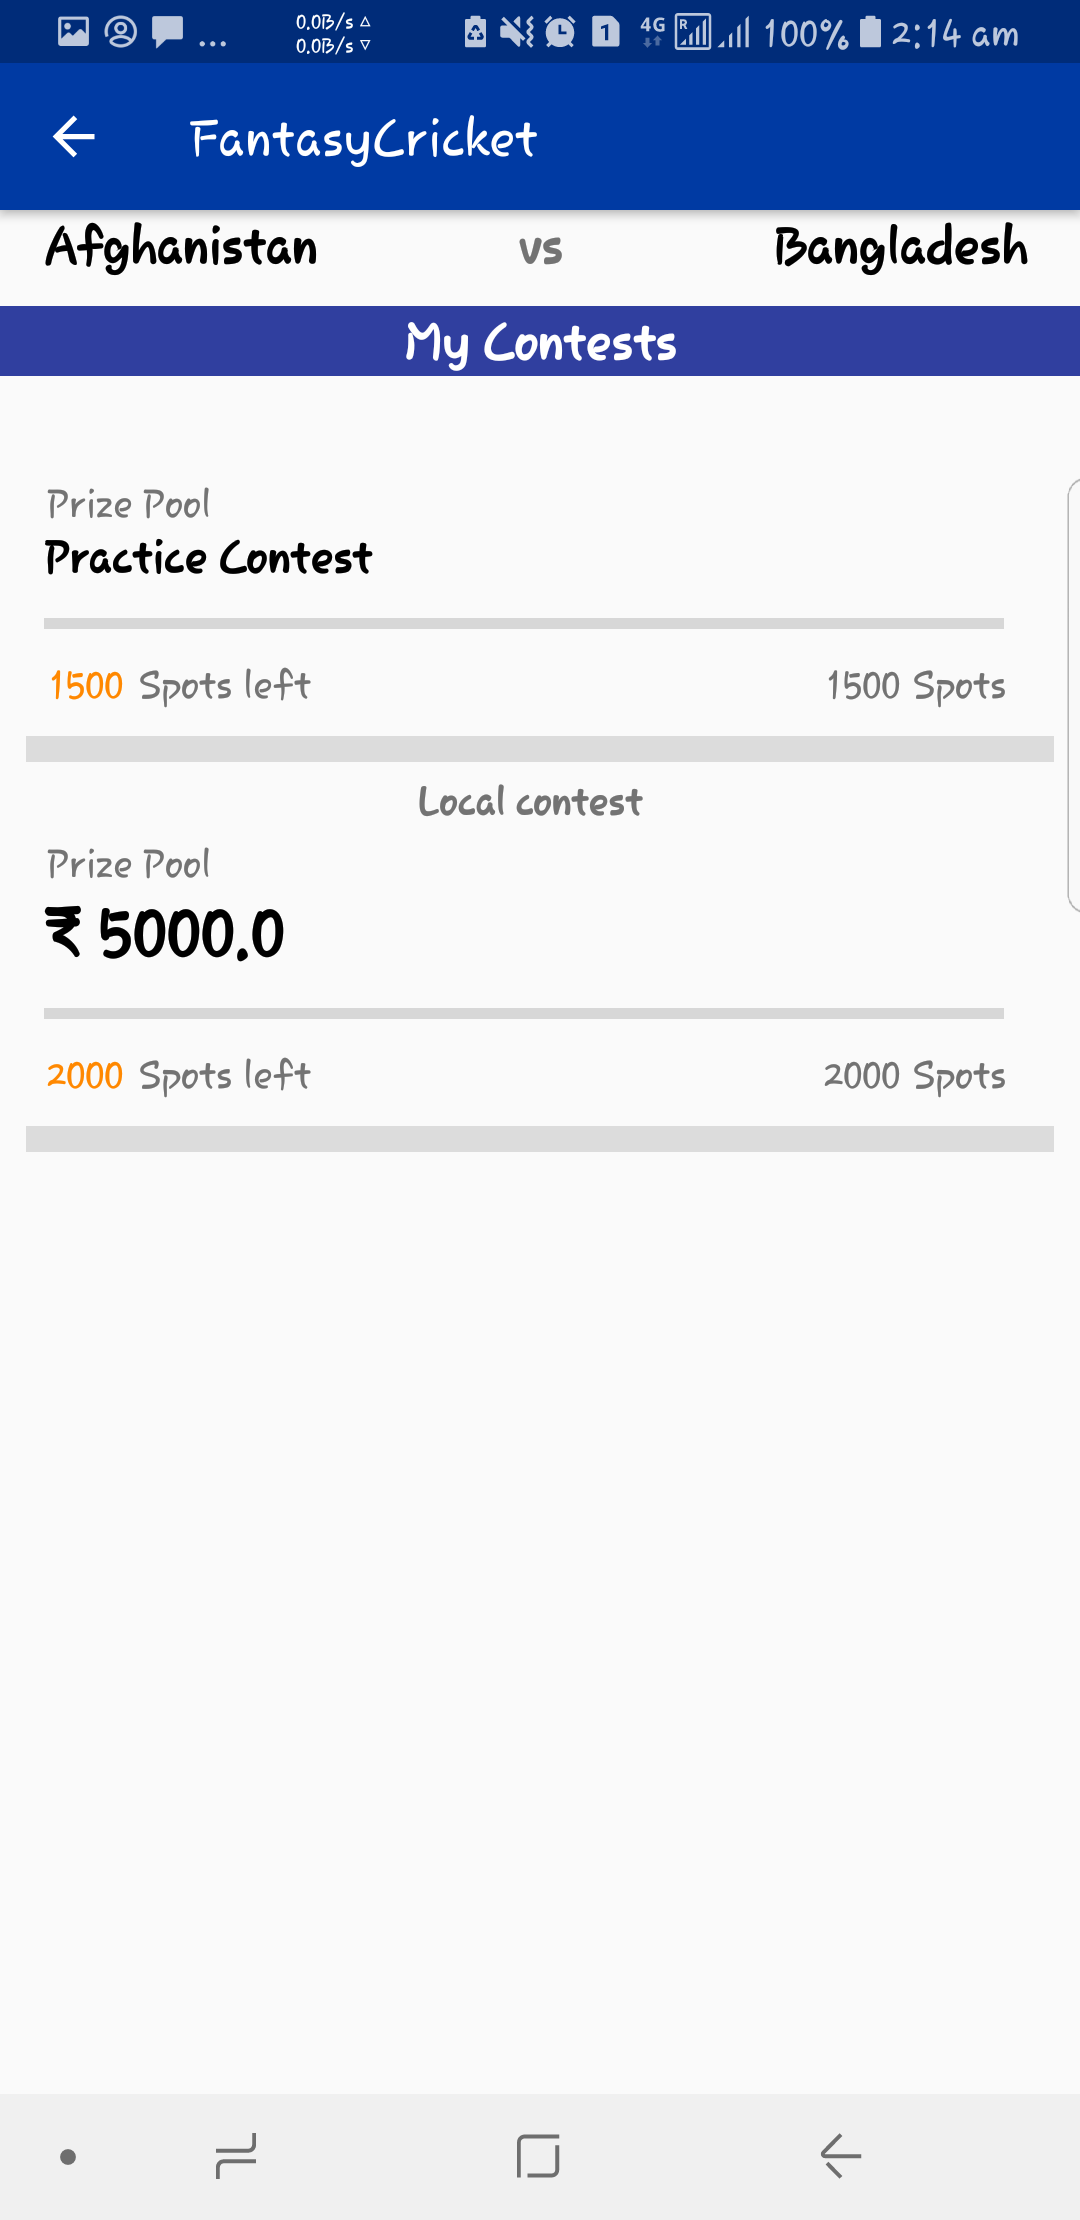 0.0B/s △
0.0B/s ▽
1 4G R 100% 2:14 am
FantasyCricket
Afghanistan vs Bangladesh
My Contests
Prize Pool
Practice Contest
1500 Spots left 1500 Spots
Local contest
Prize Pool
₹ 5000.0
2000 Spots left 2000 Spots